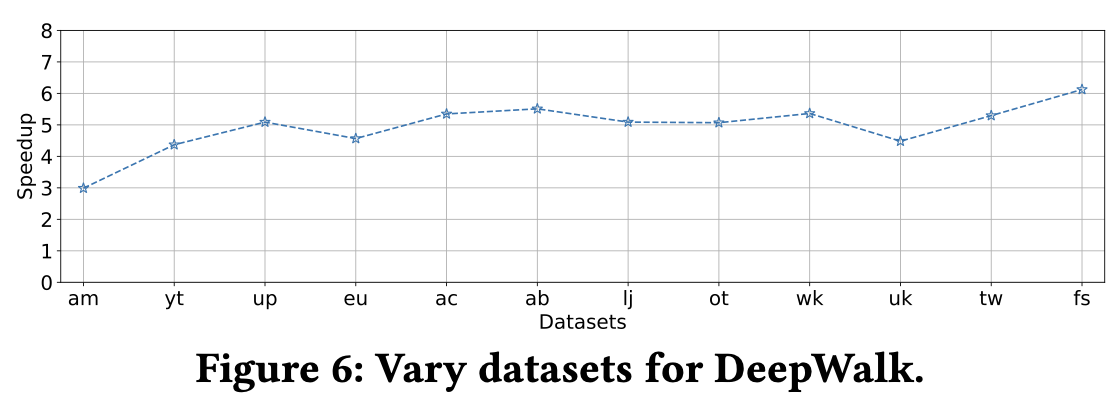 8
7
6
5
4
3
2
1
0
Speedup
am yt up eu ac ab lj ot wk uk tw fs
Datasets
Figure 6: Vary datasets for DeepWalk.